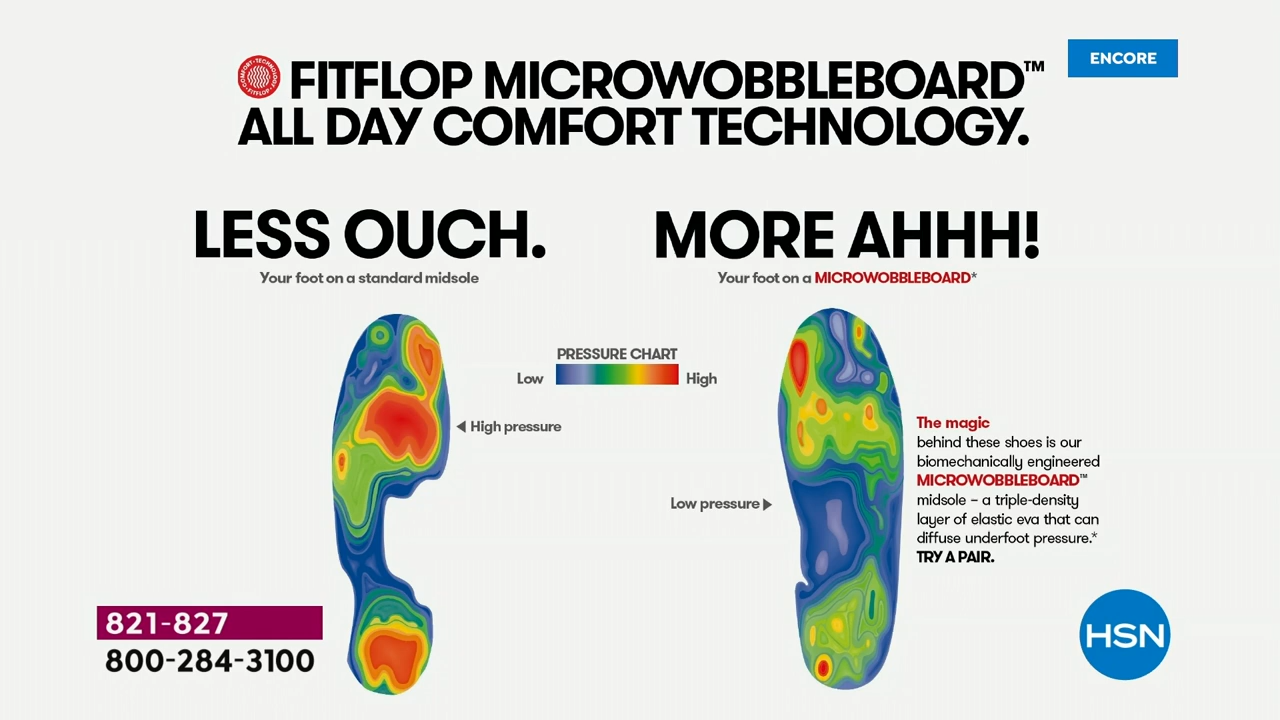 ENCORE
FITFLOP MICROWOBBLEBOARD™
ALL DAY COMFORT TECHNOLOGY.
LESS OUCH.
Your foot on a standard midsole
MORE AHHH!
Your foot on a MICROWOBBLEBOARD*
PRESSURE CHART
Low
High
High pressure
Low pressure
The magic
behind these shoes is our
biomechanically engineered
MICROWOBBLEBOARD™
midsole – a triple-density
layer of elastic eva that can
diffuse underfoot pressure.*
TRY A PAIR.
821-827
800-284-3100
HSN